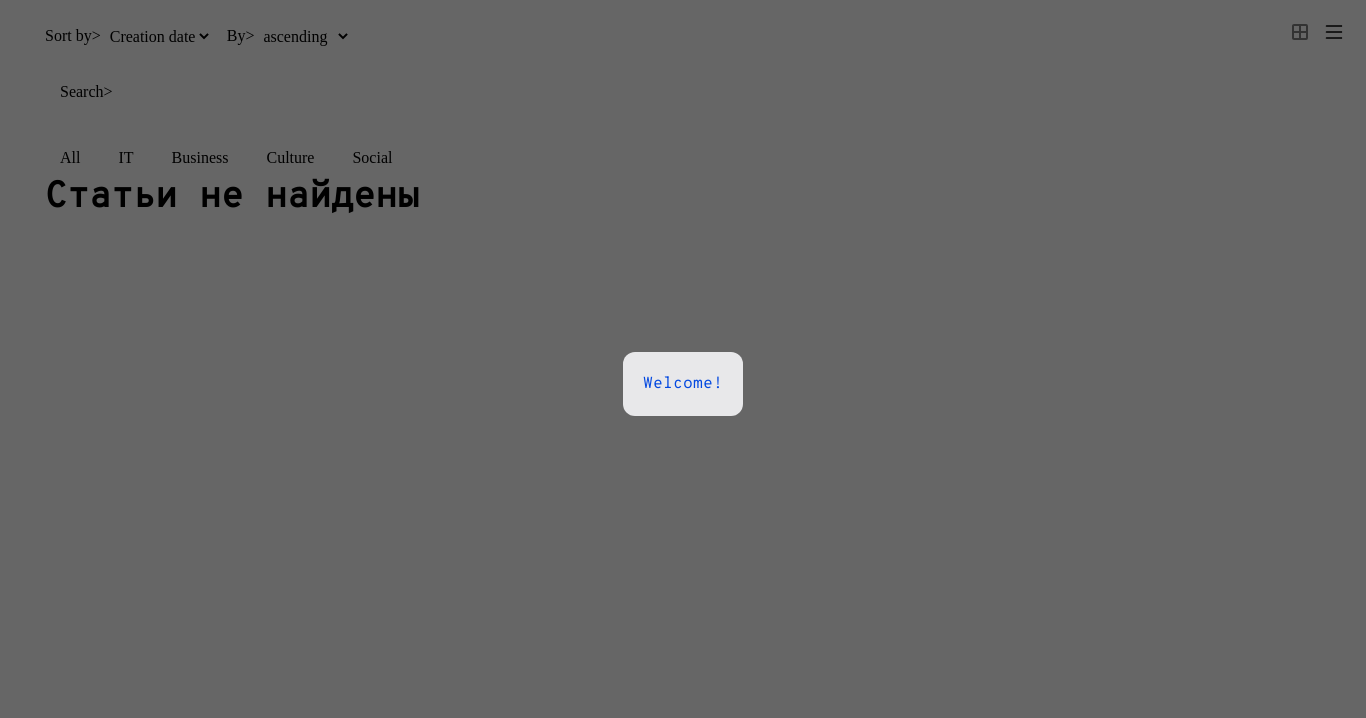 Sort by> Creation date By> ascending
Search>
All IT Business Culture Social
Статьи не найдены
Welcome!